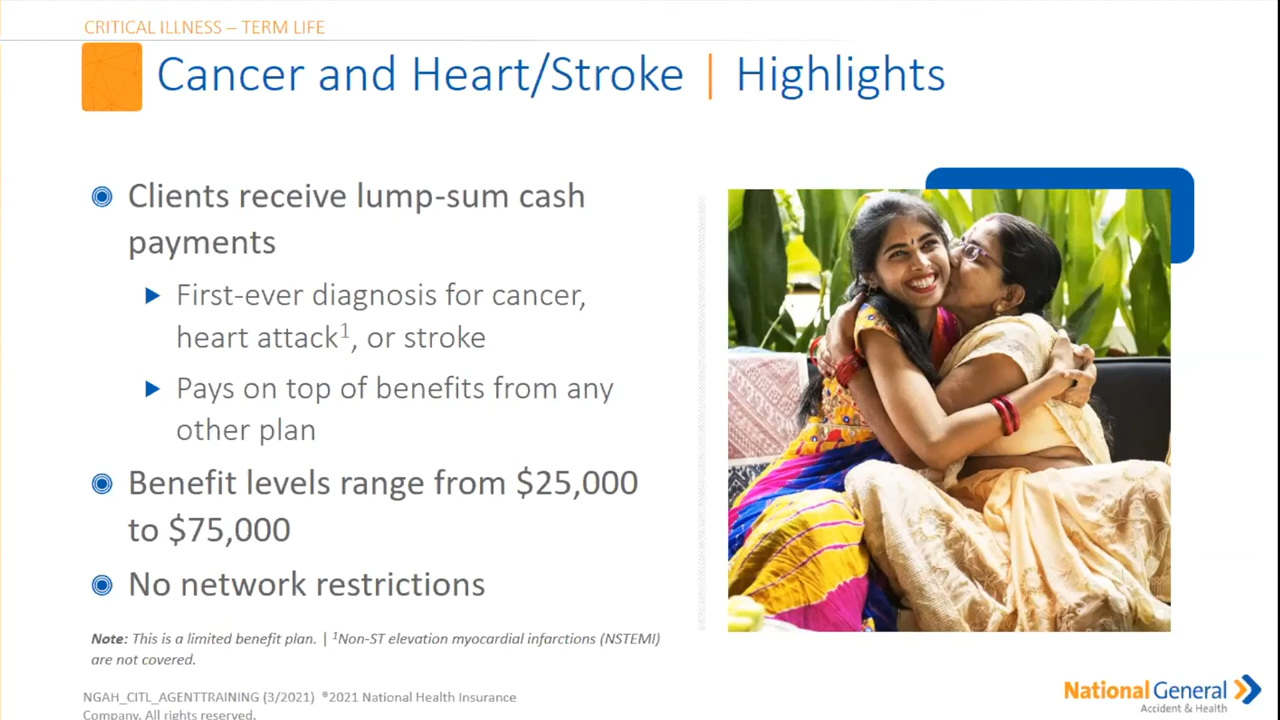 CRITICAL ILLNESS – TERM LIFE
Cancer and Heart/Stroke | Highlights
Clients receive lump-sum cash
payments
First-ever diagnosis for cancer,
heart attack¹, or stroke
Pays on top of benefits from any
other plan
Benefit levels range from $25,000
to $75,000
No network restrictions
Note: This is a limited benefit plan. | ¹Non-ST elevation myocardial infarctions (NSTEMI)
are not covered.
NGAH_CITL_AGENTTRAINING (3/2021) ®2021 National Health Insurance
Company. All rights reserved.
National General
Accident & Health